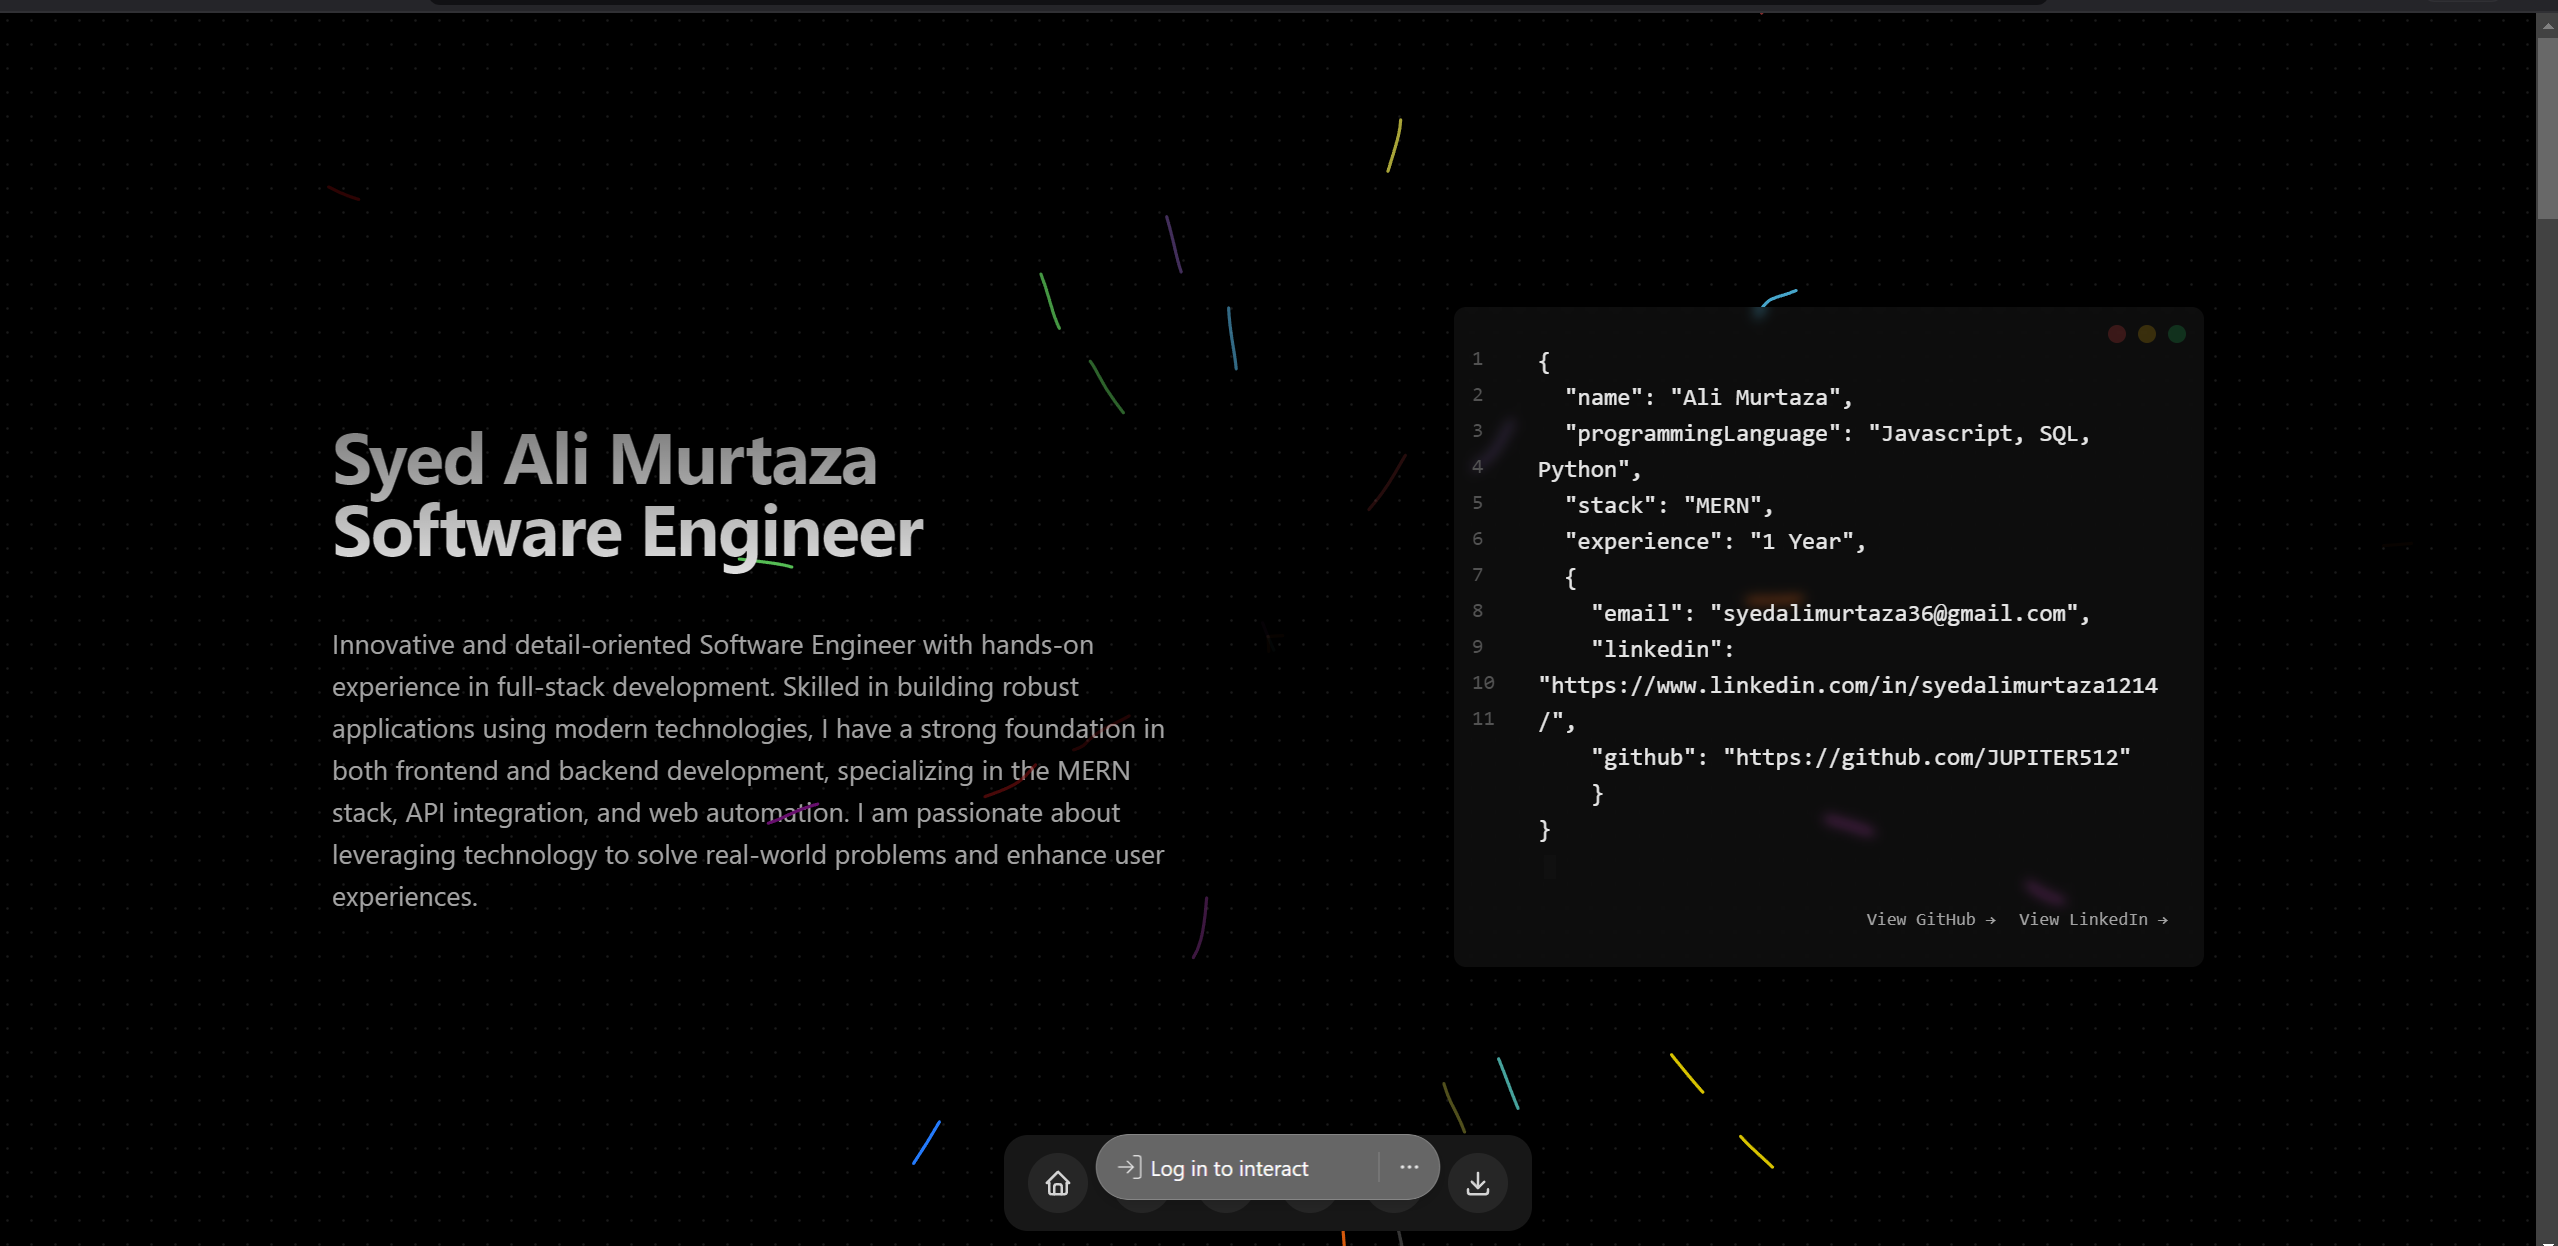 Syed Ali Murtaza
Software Engineer
Innovative and detail-oriented Software Engineer with hands-on
experience in full-stack development. Skilled in building robust
applications using modern technologies, I have a strong foundation in
both frontend and backend development, specializing in the MERN
stack, API integration, and web automation. I am passionate about
leveraging technology to solve real-world problems and enhance user
experiences.
1 {
2 "name": "Ali Murtaza",
3 "programmingLanguage": "Javascript, SQL,
4 Python",
5 "stack": "MERN",
6 "experience": "1 Year",
7 {
8 "email": "syedalimurtaza36@gmail.com",
9 "linkedin":
10 "https://www.linkedin.com/in/syedalimurtaza1214
11 /",
"github": "https://github.com/JUPITER512"
}
}
View GitHub → View LinkedIn →
Log in to interact